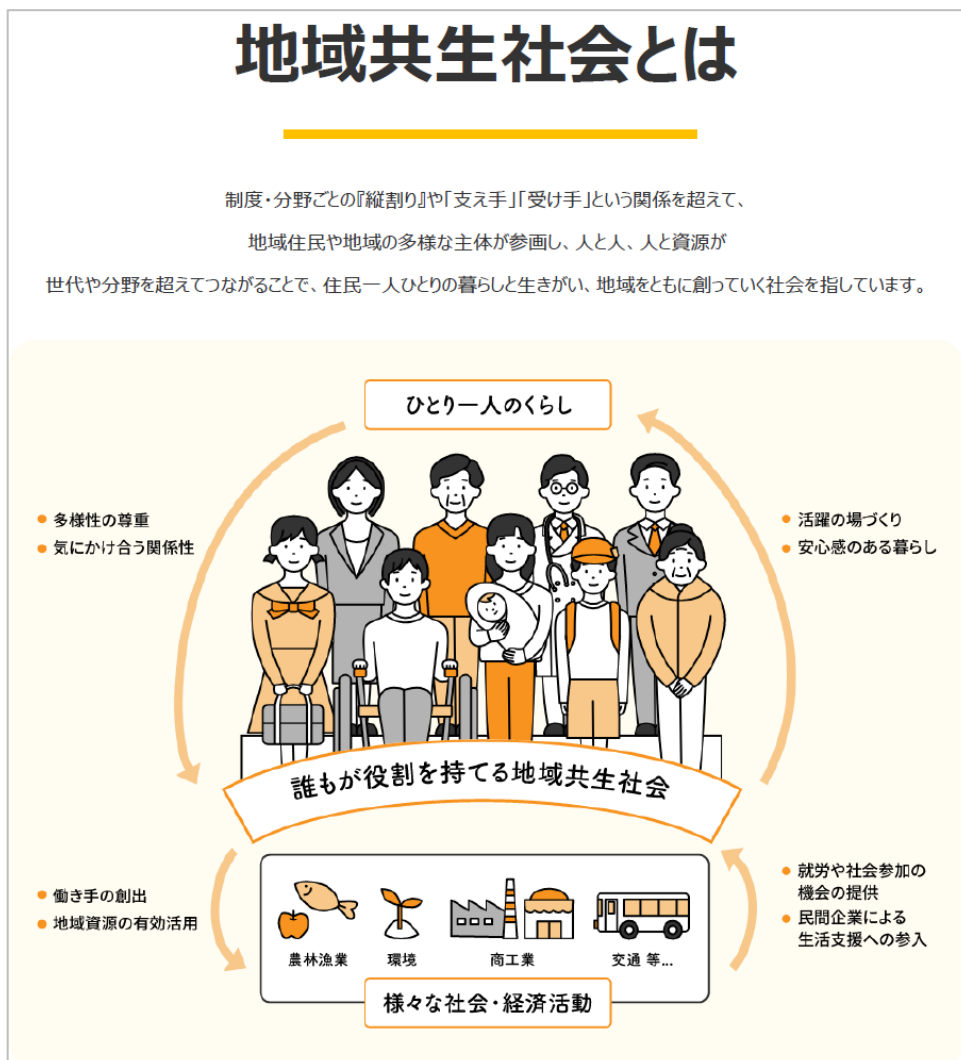 地域共生社会とは
制度・分野ごとの『縦割り』や「支え手」「受け手」という関係を超えて、
地域住民や地域の多様な主体が参画し、人と人、人と資源が
世代や分野を超えてつながることで、住民一人ひとりの暮らしと生きがい、地域をともに創っていく社会を指しています。
ひとり一人のくらし
● 多様性の尊重
● 気にかけ合う関係性
● 活躍の場づくり
● 安心感のある暮らし
誰もが役割を持てる地域共生社会
● 働き手の創出
● 地域資源の有効活用
● 就労や社会参加の
機会の提供
● 民間企業による
生活支援への参入
農林漁業 環境 商工業 交通 等...
様々な社会・経済活動